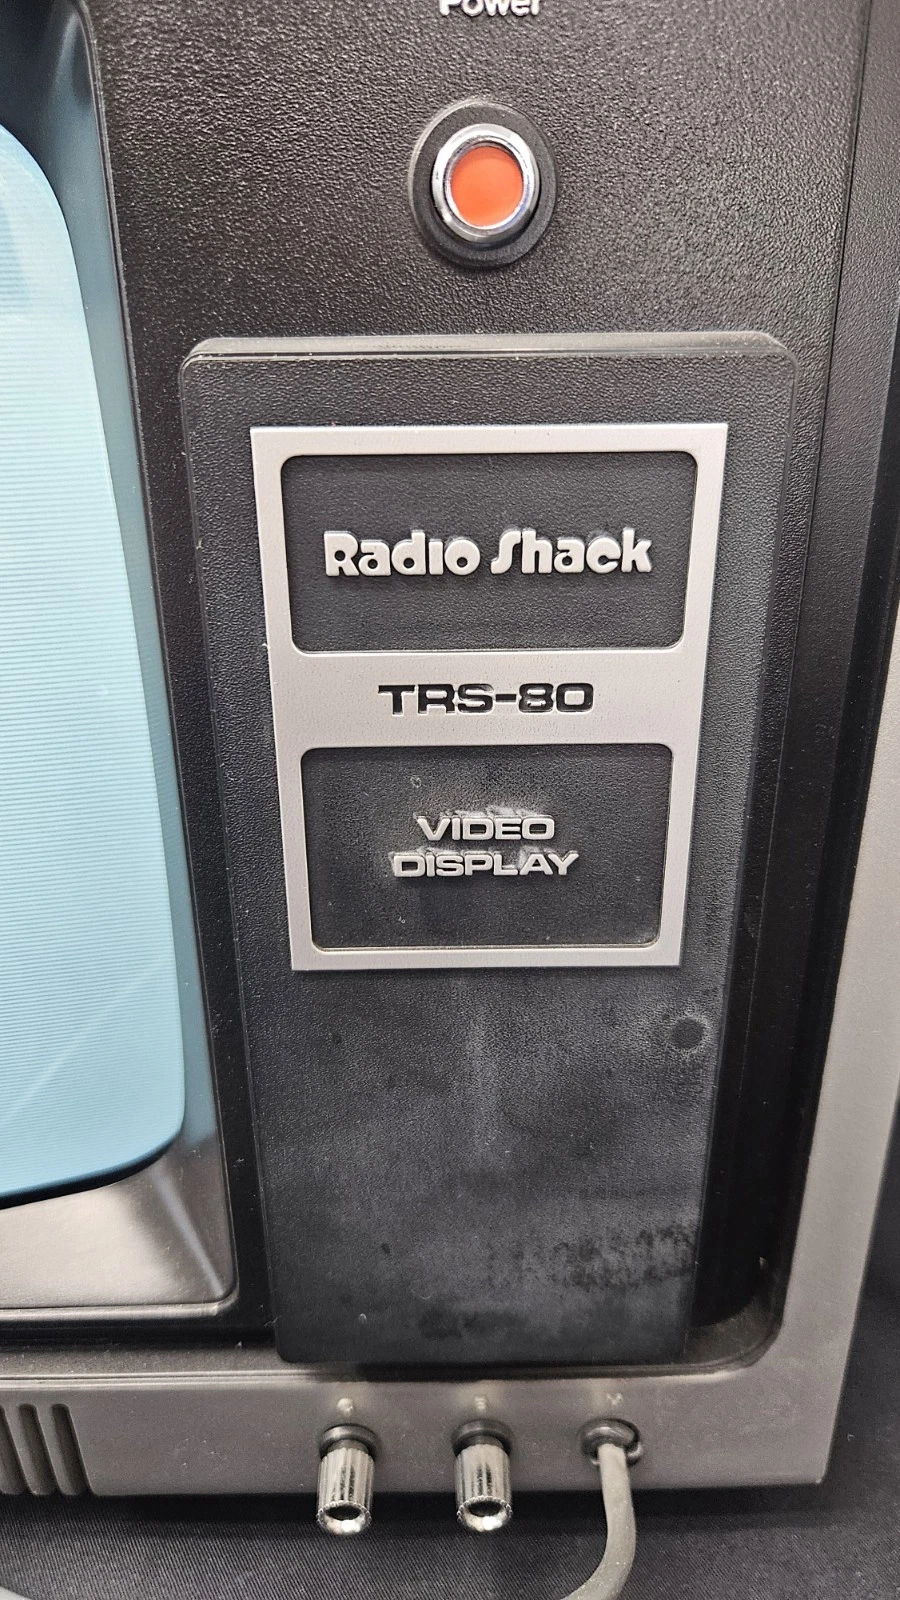 Power
Radio Shack
TRS-80
VIDEO
DISPLAY